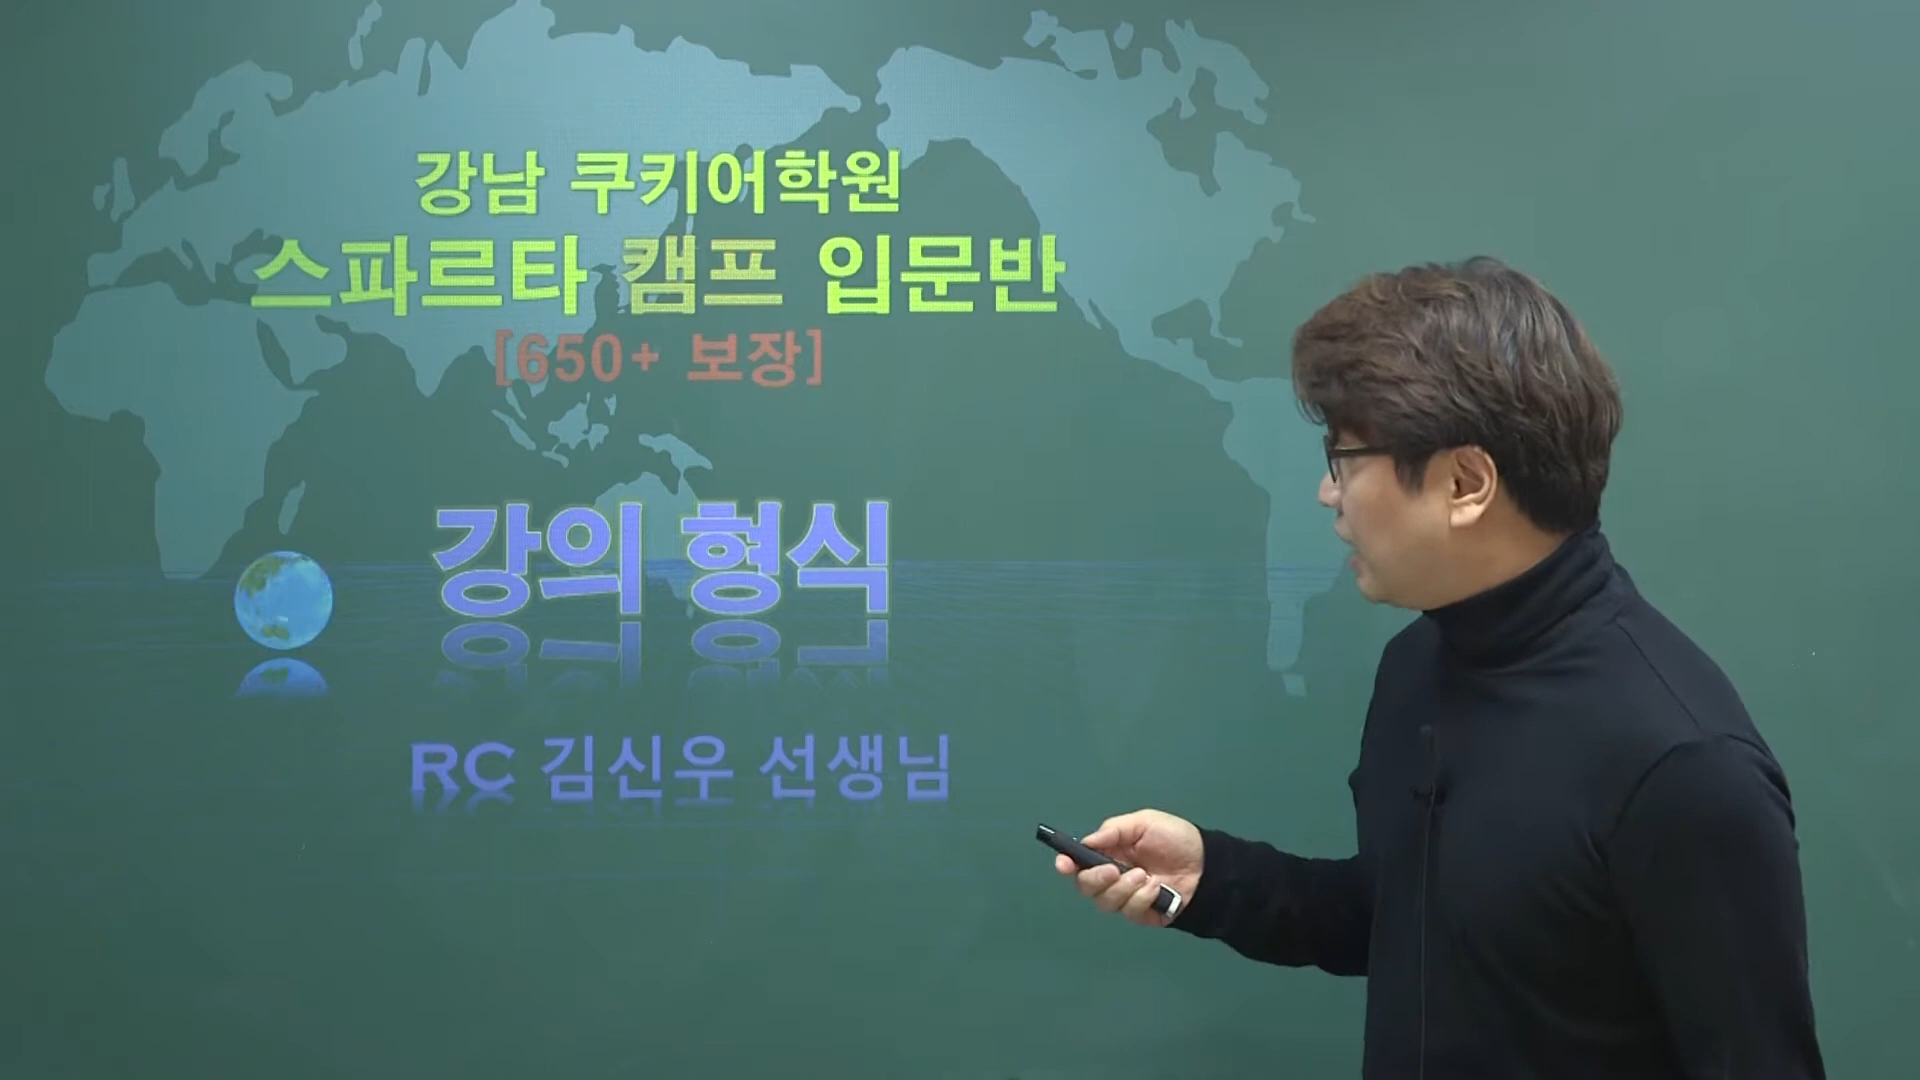 강남 쿠키어학원
스파르타 캠프 입문반
[650+ 보장]
강의 형식
RC 김신우 선생님